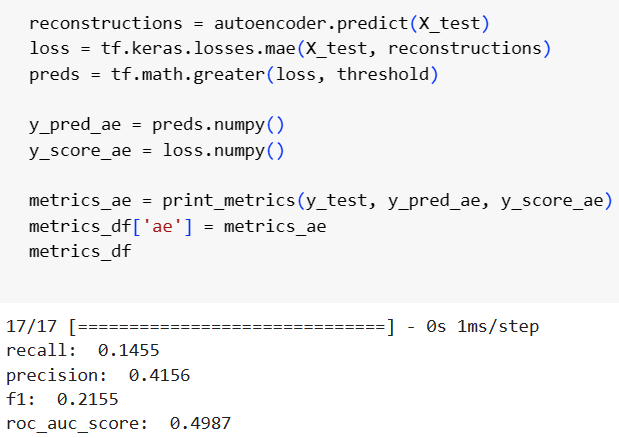 reconstructions = autoencoder.predict(X_test)
loss = tf.keras.losses.mae(X_test, reconstructions)
preds = tf.math.greater(loss, threshold)
y_pred_ae = preds.numpy()
y_score_ae = loss.numpy()
metrics_ae = print_metrics(y_test, y_pred_ae, y_score_ae)
metrics_df['ae'] = metrics_ae
metrics_df
17/17 [==============================] - 0s 1ms/step
recall:  0.1455
precision:  0.4156
f1:  0.2155
roc_auc_score:  0.4987